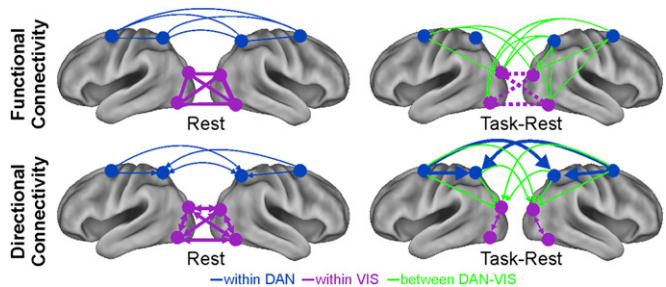 Functional
Connectivity
Rest
Task-Rest
Directional
Connectivity
Rest
Task-Rest
within DAN
within VIS
between DAN-VIS